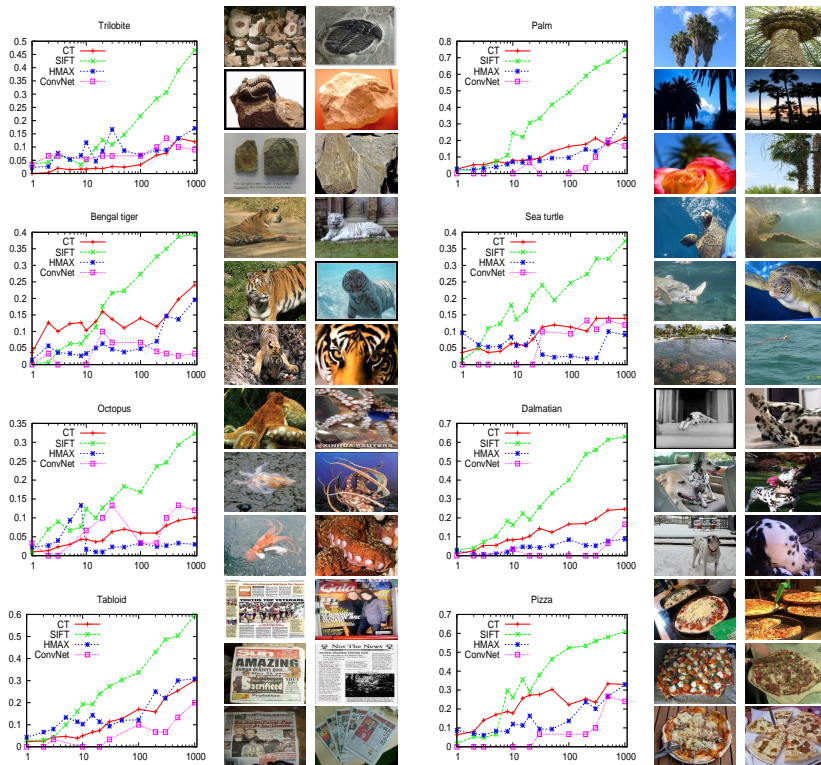 Trilobite
0.5
0.45
0.4
0.35
0.3
0.25
0.2
0.15
0.1
0.05
0
CT
SIFT
HMAX
ConvNet
1 10 100 1000
Palm
0.8
0.7
0.6
0.5
0.4
0.3
0.2
0.1
0
CT
SIFT
HMAX
ConvNet
1 10 100 1000
Bengal tiger
0.4
0.35
0.3
0.25
0.2
0.15
0.1
0.05
0
CT
SIFT
HMAX
ConvNet
1 10 100 1000
Sea turtle
0.4
0.35
0.3
0.25
0.2
0.15
0.1
0.05
0
CT
SIFT
HMAX
ConvNet
1 10 100 1000
Octopus
0.35
0.3
0.25
0.2
0.15
0.1
0.05
0
CT
SIFT
HMAX
ConvNet
1 10 100 1000
XINHUA/REUTERS
Dalmatian
0.7
0.6
0.5
0.4
0.3
0.2
0.1
0
CT
SIFT
HMAX
ConvNet
1 10 100 1000
Tabloid
0.6
0.5
0.4
0.3
0.2
0.1
0
CT
SIFT
HMAX
ConvNet
1 10 100 1000
AMAZING
Sacrificed
Not The News
Pizza
0.7
0.6
0.5
0.4
0.3
0.2
0.1
0
CT
SIFT
HMAX
ConvNet
1 10 100 1000